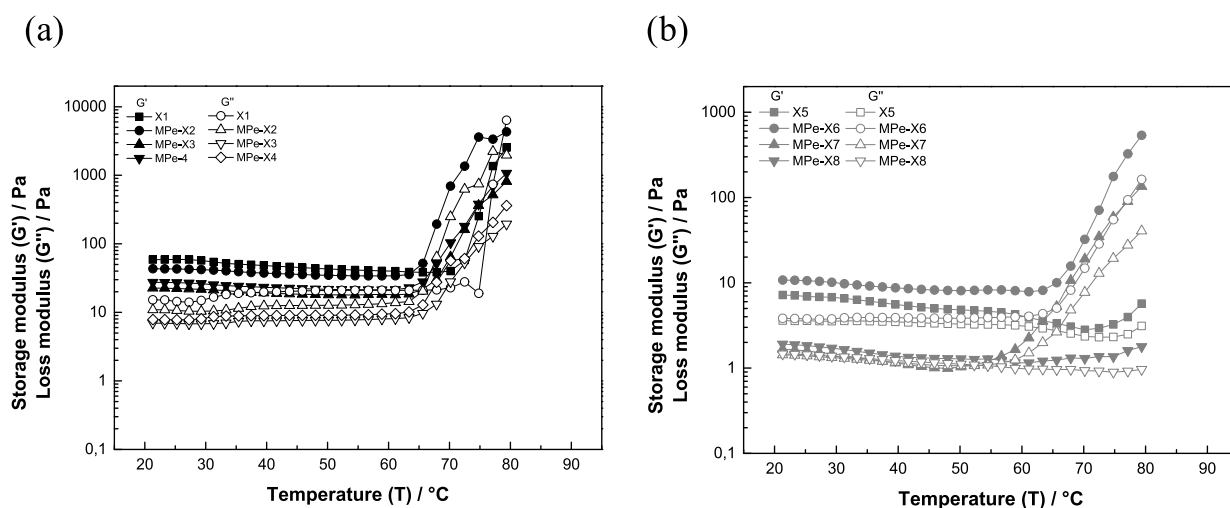 (a)
G' G"
X1 X1
MPe-X2 MPe-X2
MPe-X3 MPe-X3
MPe-4 MPe-X4
10000
1000
100
10
1
0,1
20 30 40 50 60 70 80 90
Temperature (T) / °C
Storage modulus (G') / Pa
Loss modulus (G") / Pa
(b)
G' G"
X5 X5
MPe-X6 MPe-X6
MPe-X7 MPe-X7
MPe-X8 MPe-X8
1000
100
10
1
0,1
20 30 40 50 60 70 80 90
Temperature (T) / °C
Storage modulus (G') / Pa
Loss modulus (G") / Pa